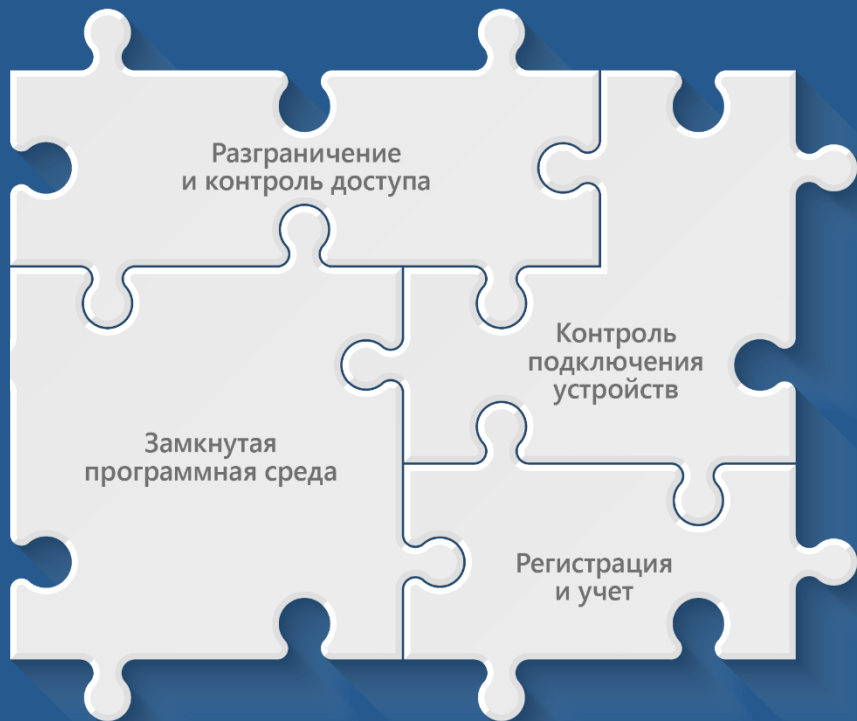 Разграничение
и контроль доступа
Контроль
подключения
устройств
Замкнутая
программная среда
Регистрация
и учет